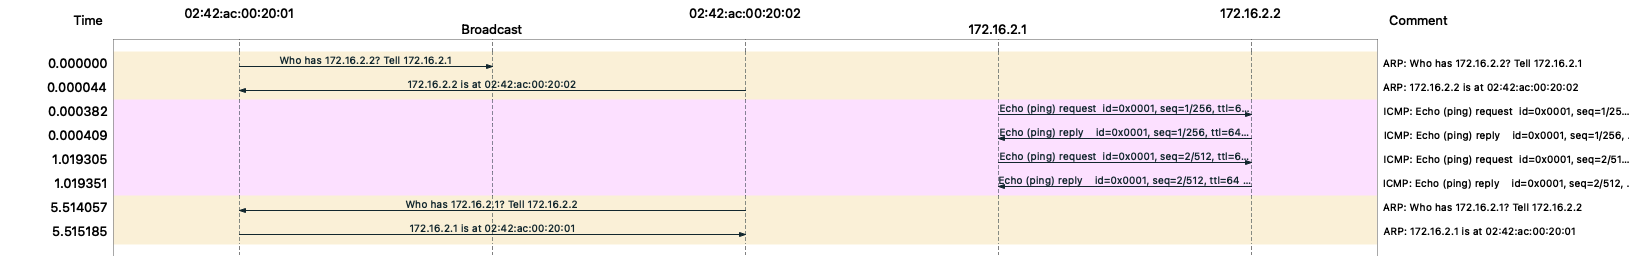 Time 02:42:ac:00:20:01 02:42:ac:00:20:02 172.16.2.2 Comment
Broadcast 172.16.2.1
0.000000 Who has 172.16.2.2? Tell 172.16.2.1 ARP: Who has 172.16.2.2? Tell 172.16.2.1
0.000044 172.16.2.2 is at 02:42:ac:00:20:02 ARP: 172.16.2.2 is at 02:42:ac:00:20:02
0.000382 Echo (ping) request id=0x0001, seq=1/256, ttl=6... ICMP: Echo (ping) request id=0x0001, seq=1/25...
0.000409 Echo (ping) reply id=0x0001, seq=1/256, ttl=64... ICMP: Echo (ping) reply id=0x0001, seq=1/256, .
1.019305 Echo (ping) request id=0x0001, seq=2/512, ttl=6... ICMP: Echo (ping) request id=0x0001, seq=2/51...
1.019351 Echo (ping) reply id=0x0001, seq=2/512, ttl=64 ... ICMP: Echo (ping) reply id=0x0001, seq=2/512, .
5.514057 Who has 172.16.2.1? Tell 172.16.2.2 ARP: Who has 172.16.2.1? Tell 172.16.2.2
5.515185 172.16.2.1 is at 02:42:ac:00:20:01 ARP: 172.16.2.1 is at 02:42:ac:00:20:01